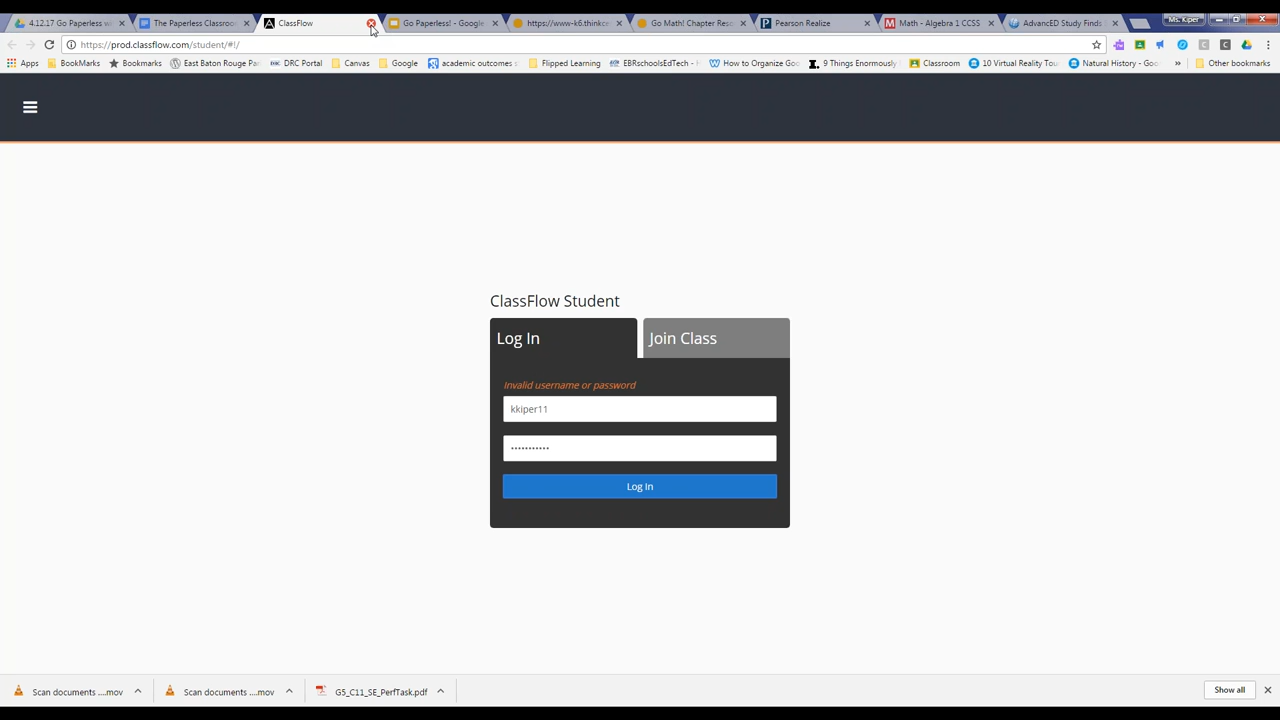 4.12.17 Go Paperless wi
The Paperless Classroo
ClassFlow
Go Paperless! - Google
https://www-k6.thinkce
Go Math! Chapter Reso
Pearson Realize
Math - Algebra 1 CCSS
AdvancED Study Finds
Ms. Kiper
https://prod.classflow.com/student/#!/
Apps
BookMarks
Bookmarks
East Baton Rouge Pa
DRC Portal
Canvas
Google
academic outcomes s
Flipped Learning
EBRschoolsEdTech - H
How to Organize Goo
9 Things Enormously
Classroom
10 Virtual Reality Tou
Natural History - Goo
»
Other bookmarks
ClassFlow Student
Log In
Join Class
Invalid username or password
kkiper11
Log In
Scan documents ....mov
Scan documents ....mov
G5_C11_SE_PerfTask.pdf
Show all